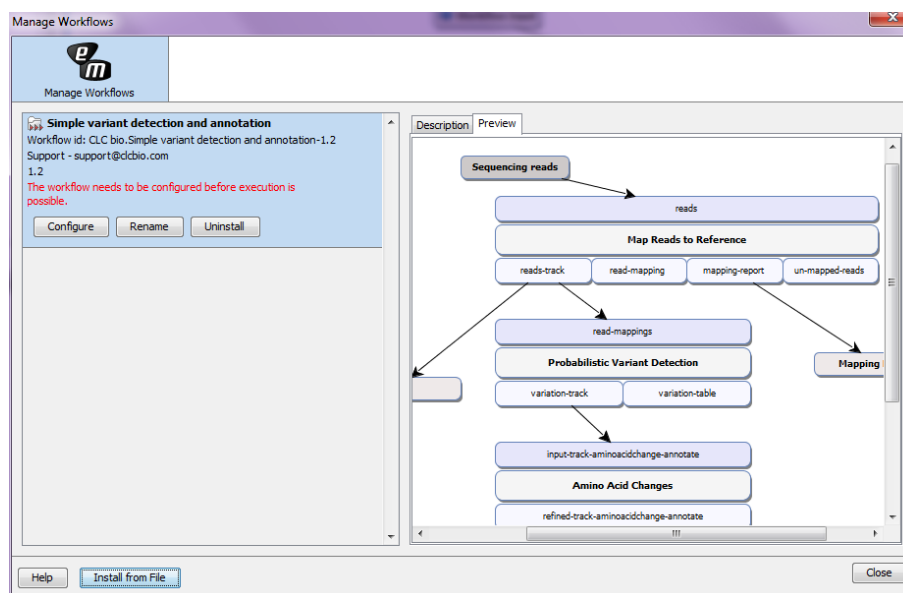 Manage Workflows
em
Manage Workflows
Simple variant detection and annotation
Workflow id: CLC bio.Simple variant detection and annotation-1.2
Support - support@clcbio.com
1.2
The workflow needs to be configured before execution is
possible.
Configure Rename Uninstall
Description Preview
Sequencing reads
reads
Map Reads to Reference
reads-track read-mapping mapping-report un-mapped-reads
read-mappings
Probabilistic Variant Detection
Mapping
variation-track variation-table
input-track-aminoacidchange-annotate
Amino Acid Changes
refined-track-aminoacidchange-annotate
Help Install from File Close